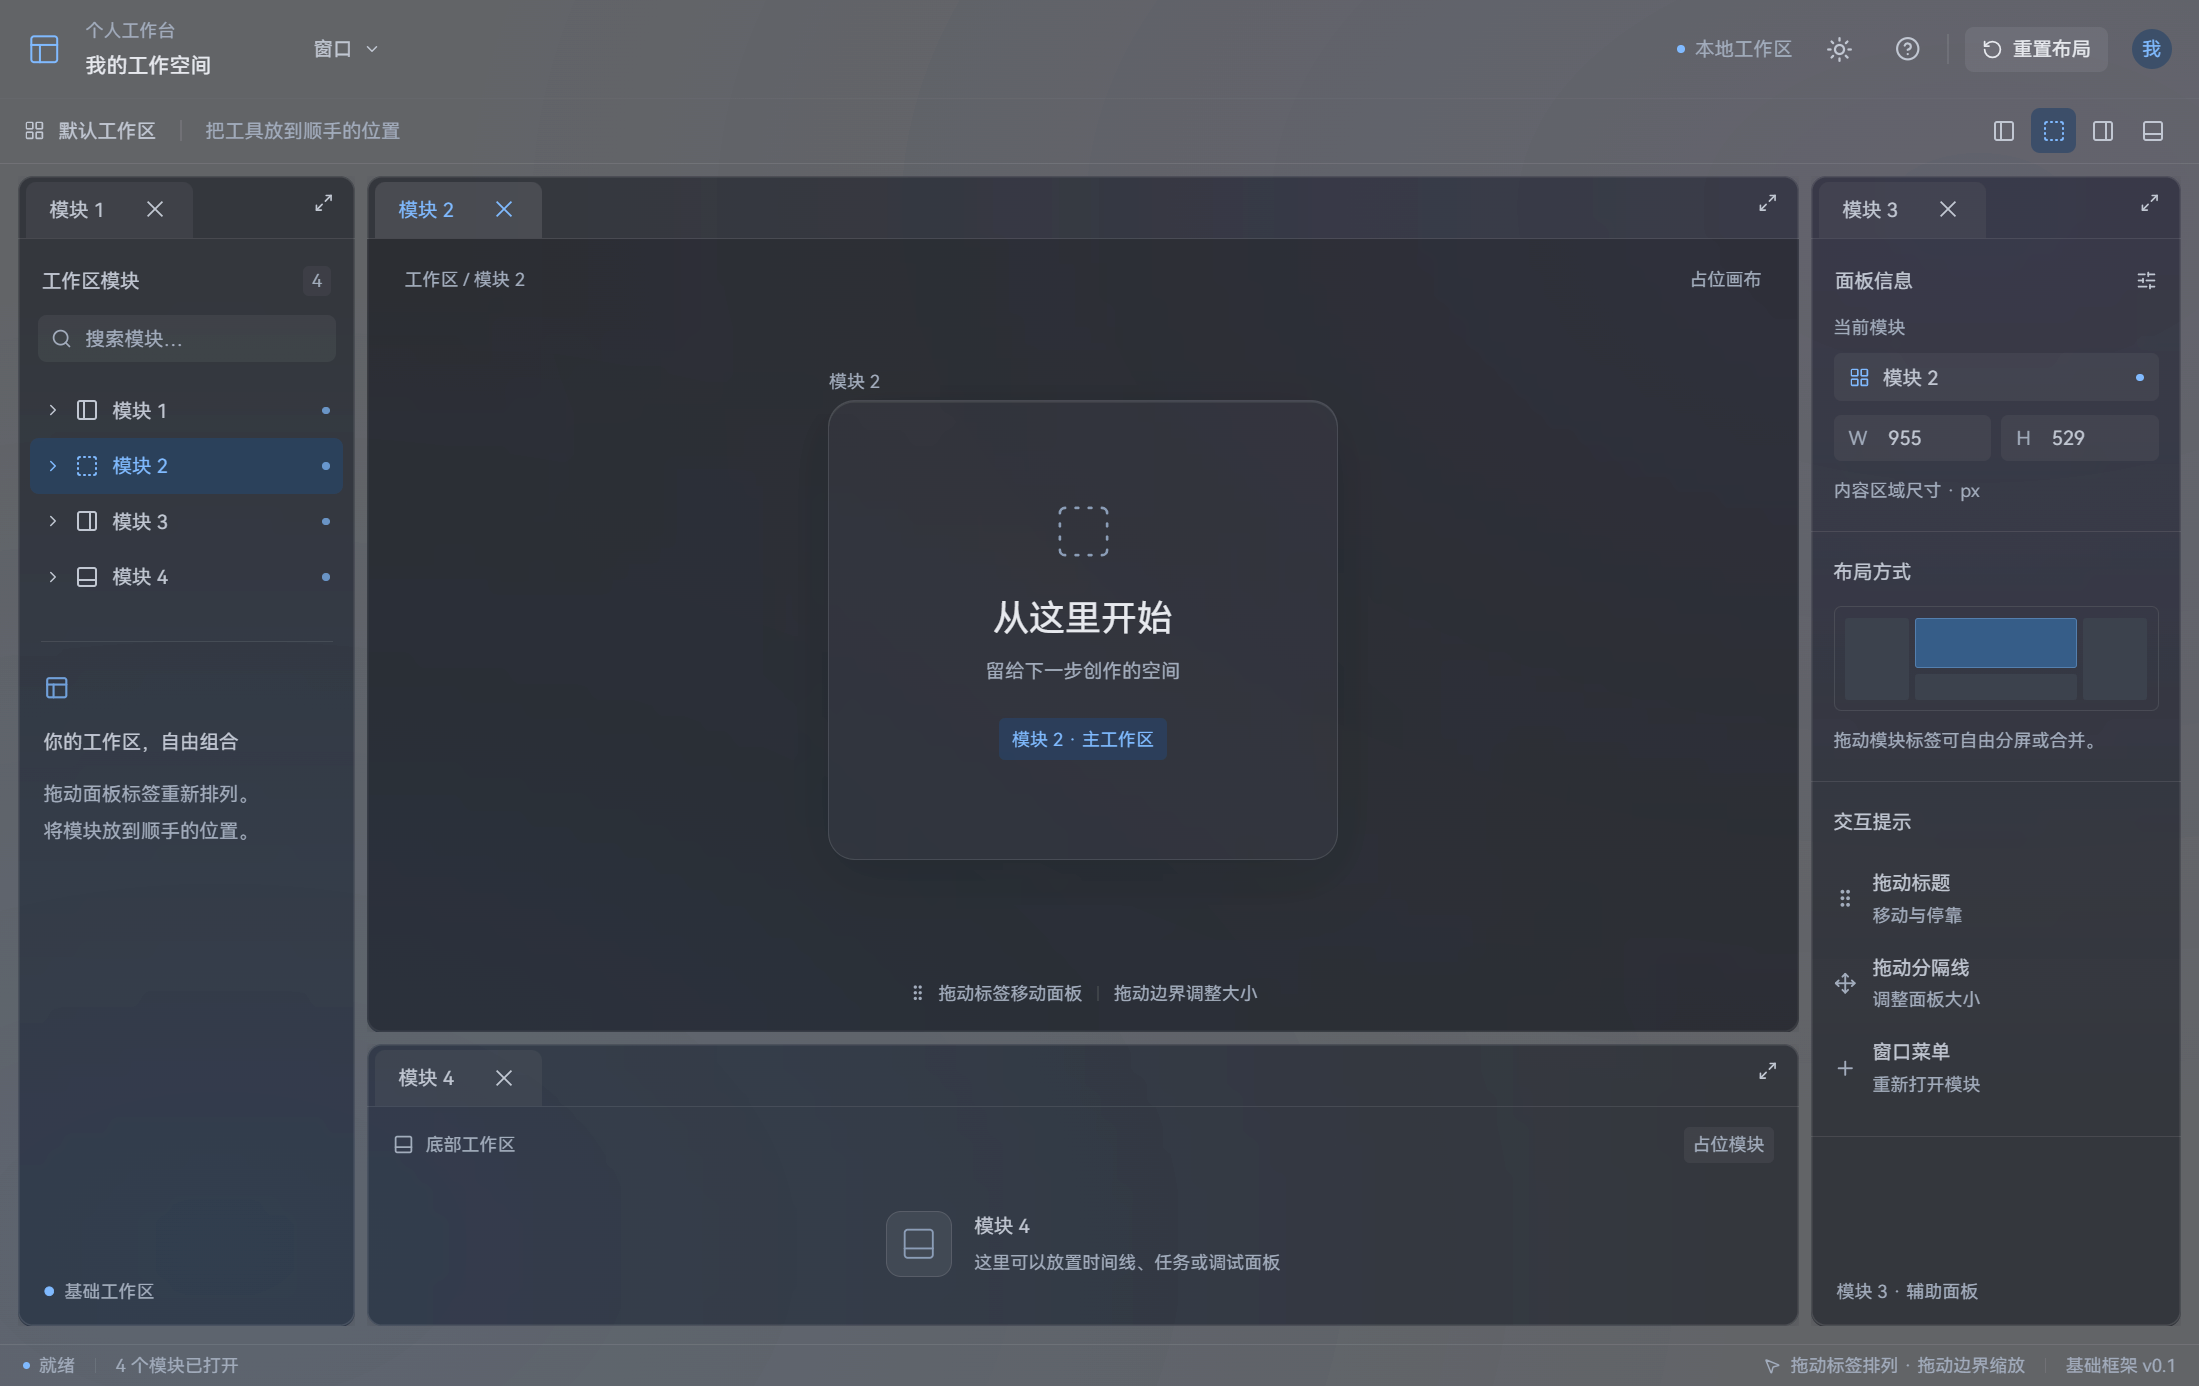 个人工作台
我的工作空间
窗口
本地工作区
重置布局
我
默认工作区
把工具放到顺手的位置
模块 1
工作区模块
4
搜索模块...
模块 1
模块 2
模块 3
模块 4
你的工作区，自由组合
拖动面板标签重新排列。
将模块放到顺手的位置。
基础工作区
模块 2
工作区 / 模块 2
占位画布
模块 2
从这里开始
留给下一步创作的空间
模块 2 · 主工作区
拖动标签移动面板
拖动边界调整大小
模块 4
底部工作区
占位模块
模块 4
这里可以放置时间线、任务或调试面板
模块 3
面板信息
当前模块
模块 2
W 955
H 529
内容区域尺寸 · px
布局方式
拖动模块标签可自由分屏或合并。
交互提示
拖动标题
移动与停靠
拖动分隔线
调整面板大小
窗口菜单
重新打开模块
模块 3 · 辅助面板
就绪
4 个模块已打开
拖动标签排列 · 拖动边界缩放
基础框架 v0.1